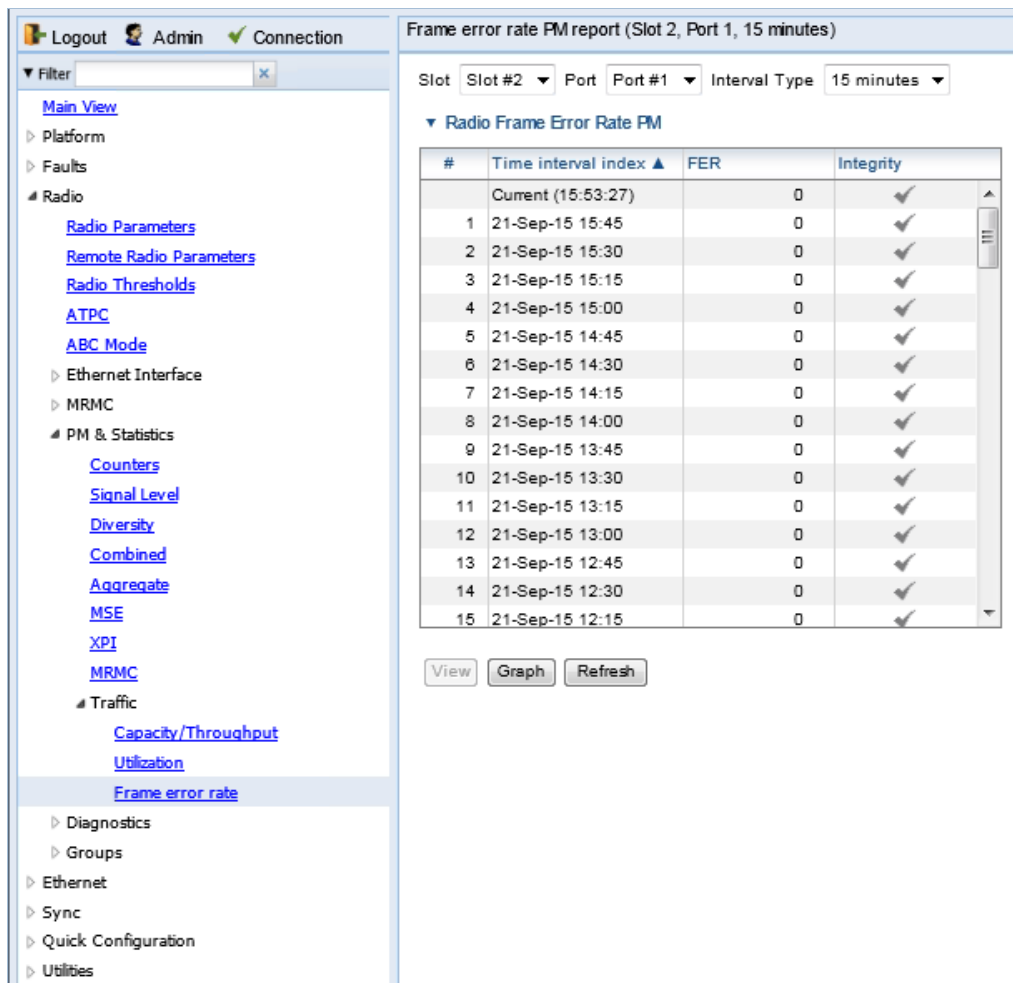 Logout Admin Connection
Filter
Main View
Platform
Faults
Radio
Radio Parameters
Remote Radio Parameters
Radio Thresholds
ATPC
ABC Mode
Ethernet Interface
MRMC
PM & Statistics
Counters
Signal Level
Diversity
Combined
Aggregate
MSE
XPI
MRMC
Traffic
Capacity/Throughput
Utilization
Frame error rate
Diagnostics
Groups
Ethernet
Sync
Quick Configuration
Utilities
Frame error rate PM report (Slot 2, Port 1, 15 minutes)
Slot Slot #2 Port Port #1 Interval Type 15 minutes
Radio Frame Error Rate PM
# Time interval index ▲ FER Integrity
Current (15:53:27) 0
1 21-Sep-15 15:45 0
2 21-Sep-15 15:30 0
3 21-Sep-15 15:15 0
4 21-Sep-15 15:00 0
5 21-Sep-15 14:45 0
6 21-Sep-15 14:30 0
7 21-Sep-15 14:15 0
8 21-Sep-15 14:00 0
9 21-Sep-15 13:45 0
10 21-Sep-15 13:30 0
11 21-Sep-15 13:15 0
12 21-Sep-15 13:00 0
13 21-Sep-15 12:45 0
14 21-Sep-15 12:30 0
15 21-Sep-15 12:15 0
View Graph Refresh